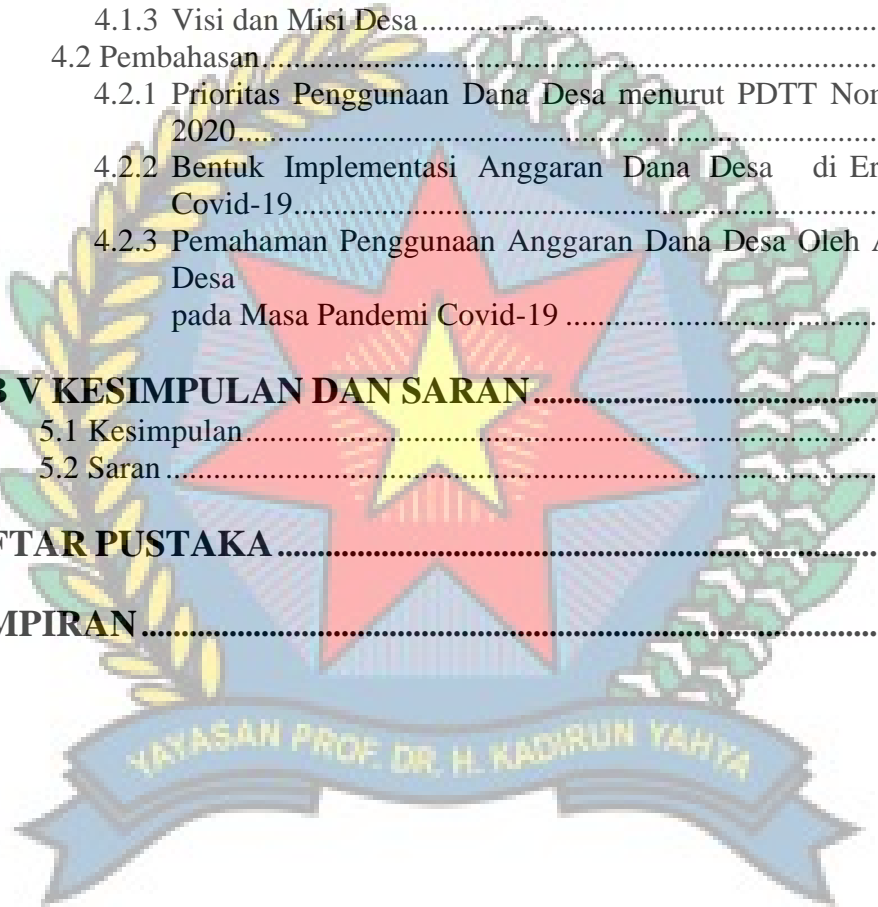 4.1.3 Visi dan Misi Desa....................................................................
4.2 Pembahasan....................................................................
4.2.1 Prioritas Penggunaan Dana Desa menurut PDTT
2020....................................................................
4.2.2 Bentuk Implementasi Anggaran Dana Desa di
Covid-19....................................................................
4.2.3 Pemahaman Penggunaan Anggaran Dana Desa Oleh
Desa
pada Masa Pandemi Covid-19 ....................................................................
V KESIMPULAN DAN SARAN....................................................................
5.1 Kesimpulan....................................................................
5.2 Saran ....................................................................
FTAR PUSTAKA ....................................................................
MPIRAN ....................................................................
YAYASAN PROF. DR. H. KADIRUN YAHYA